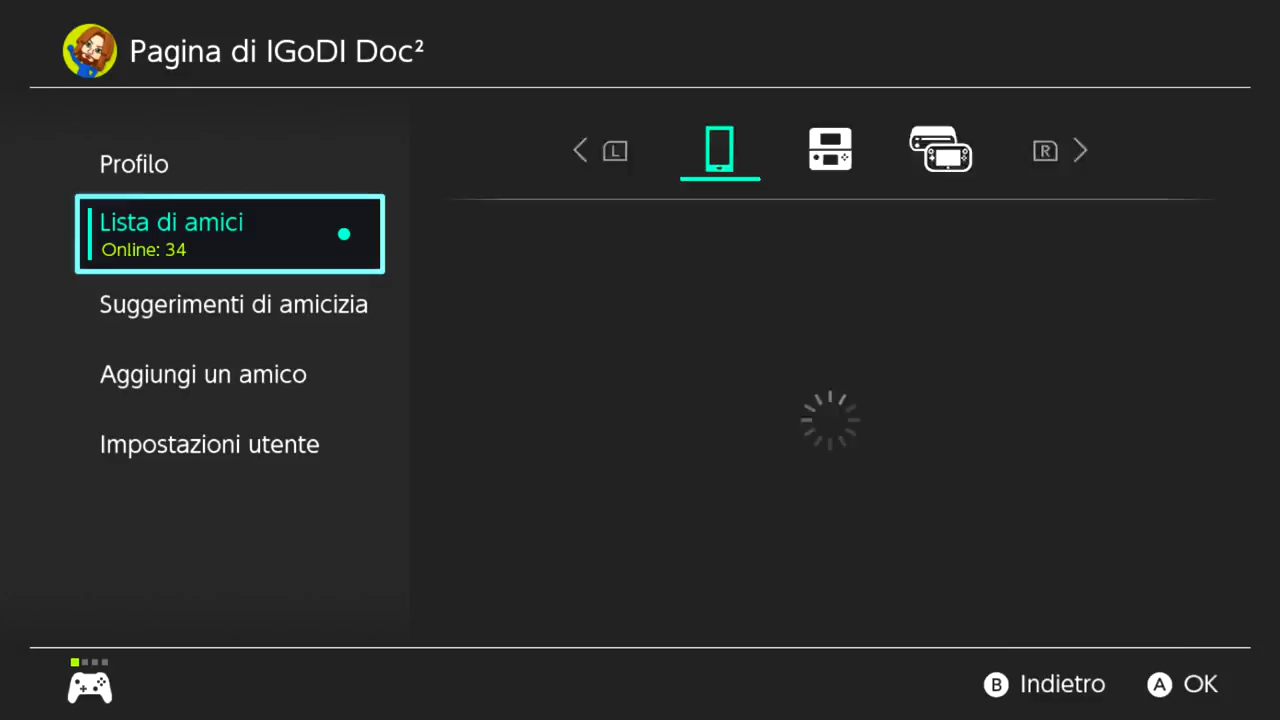 Pagina di IGoDI Doc²
Profilo
Lista di amici
Online: 34
Suggerimenti di amicizia
Aggiungi un amico
Impostazioni utente
L
R
B Indietro
A OK